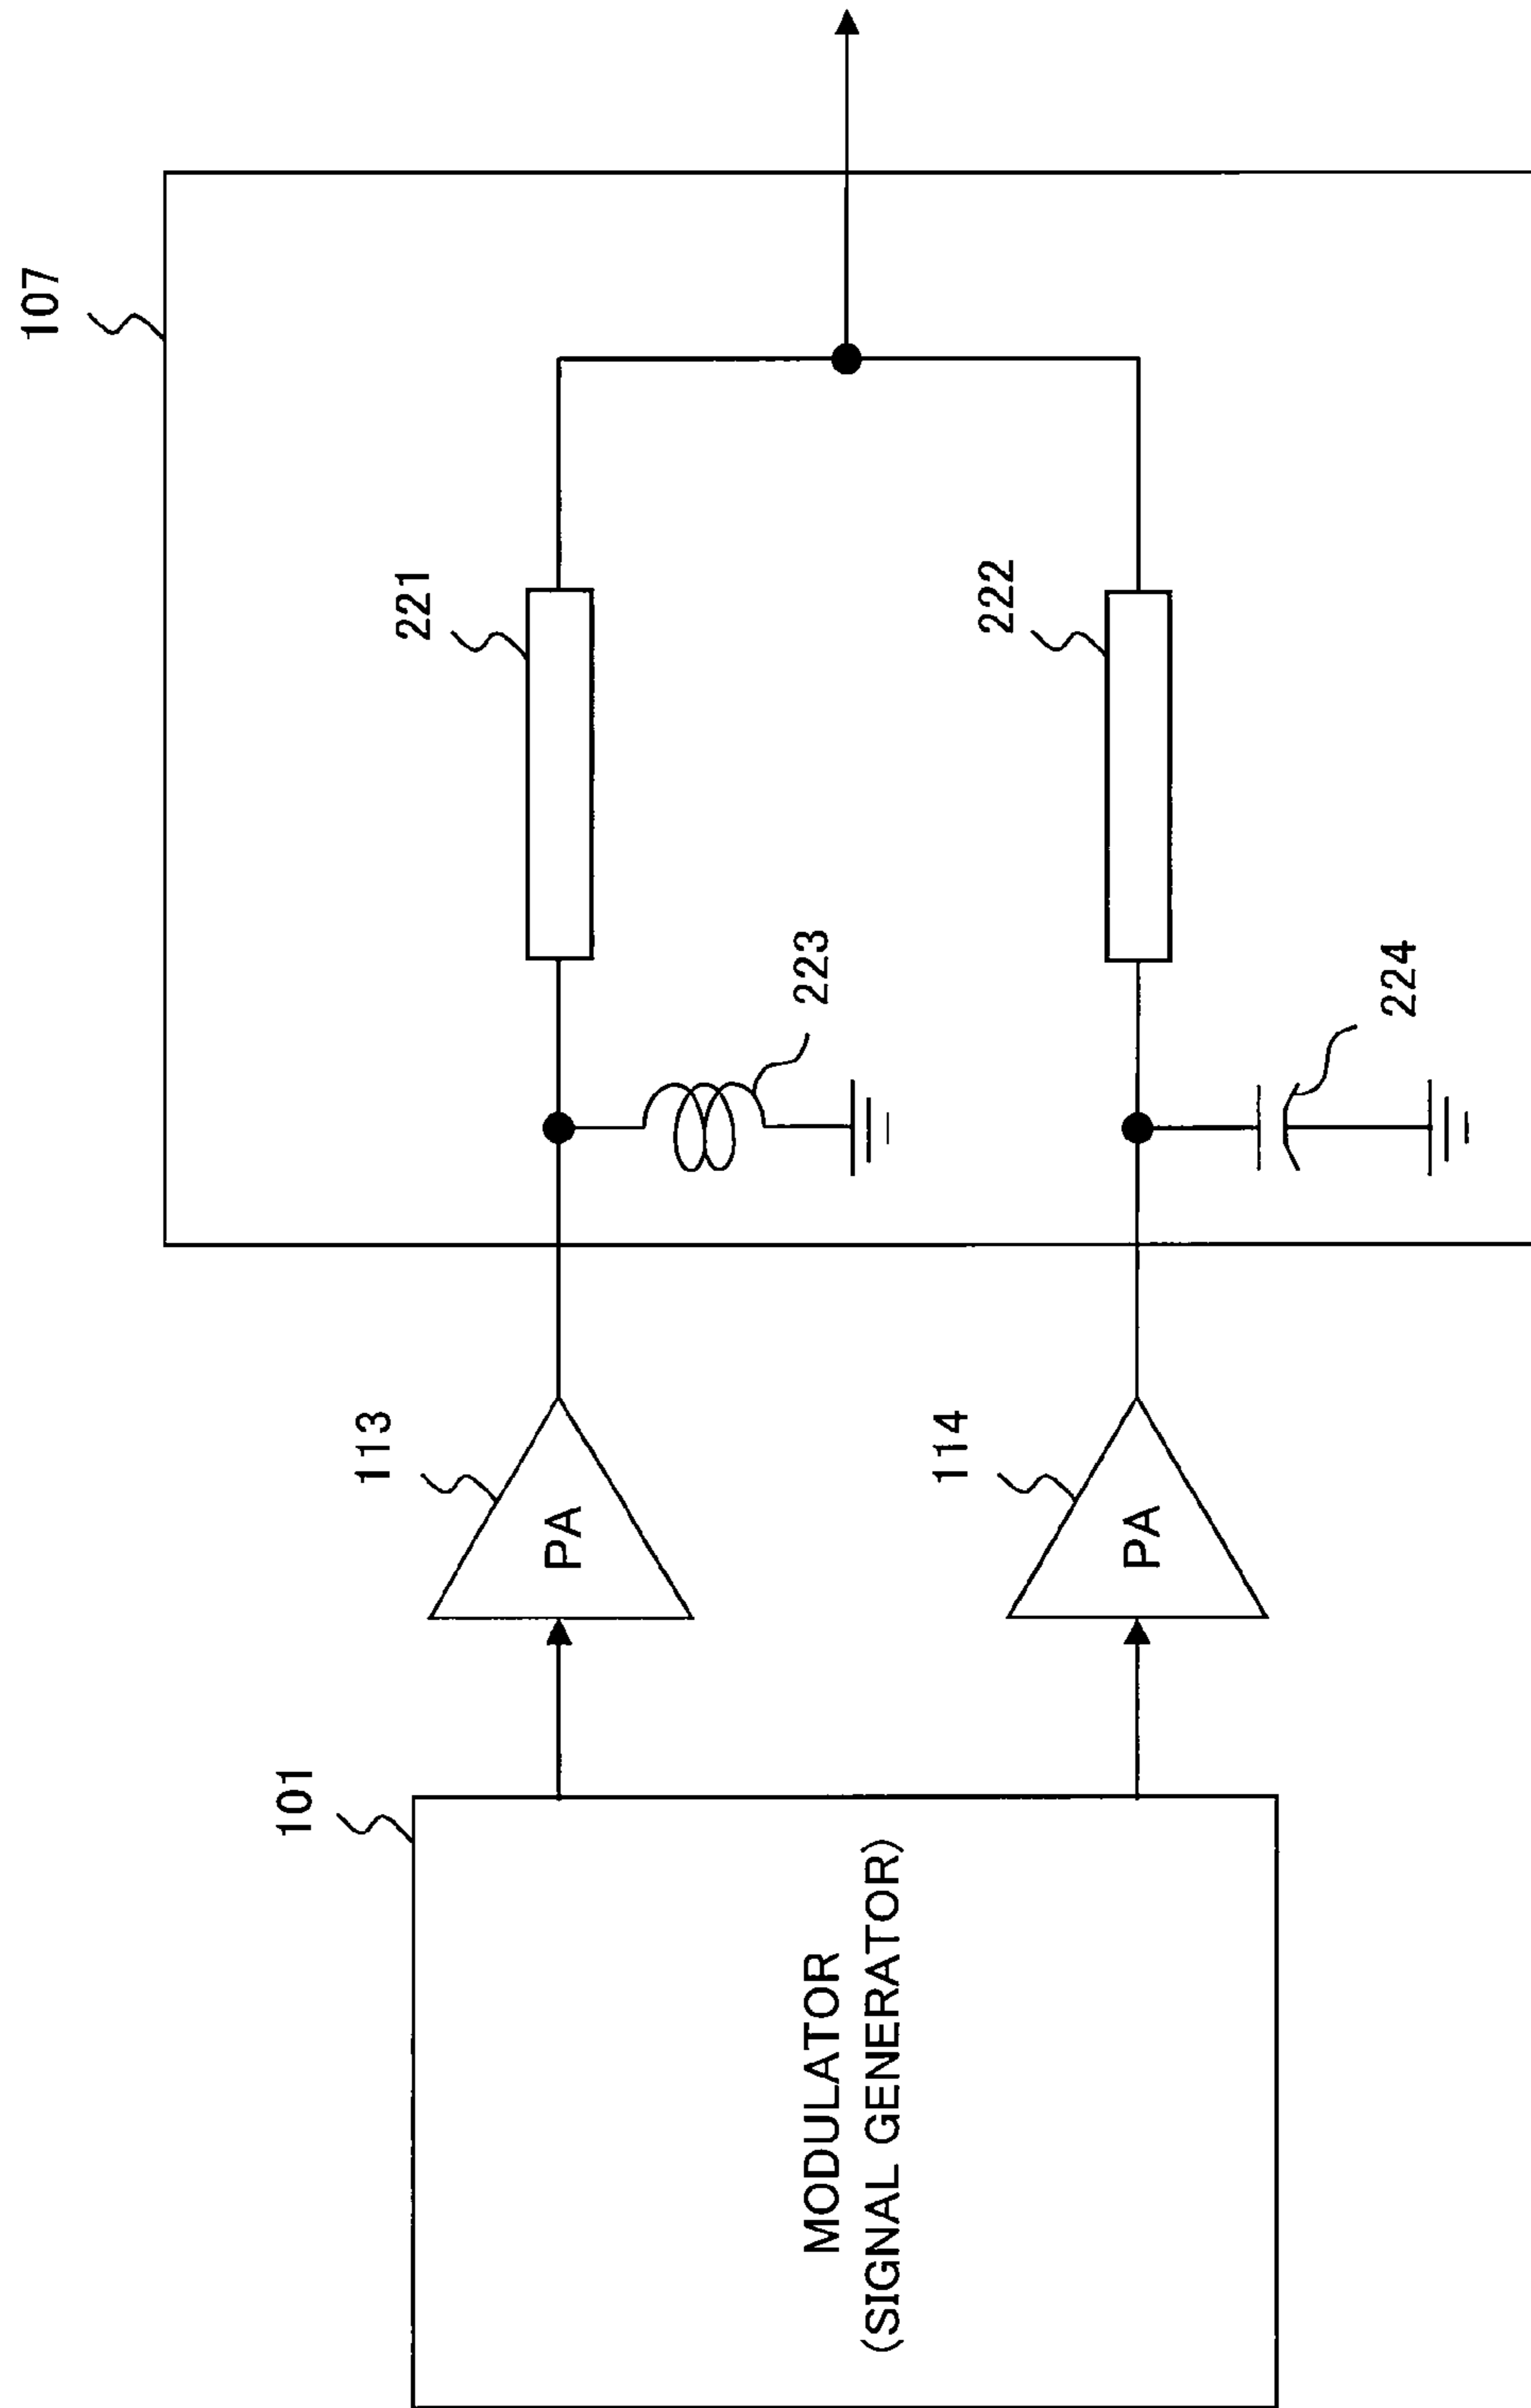 101
MODULATOR
(SIGNAL GENERATOR)
113
PA
114
PA
107
221
223
222
224